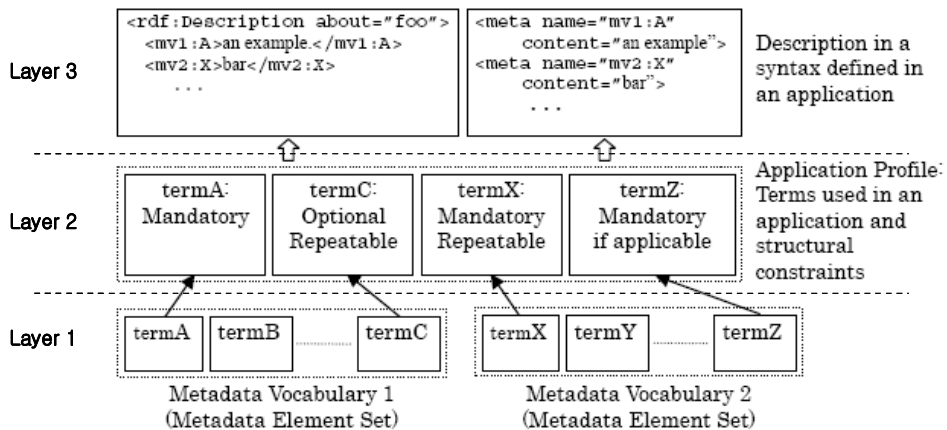 <rdf:Description about="foo">
<mv1:A>an example.</mv1:A>
<mv2:X>bar</mv2:X>
...
<meta name="mv1:A"
content="an example">
<meta name="mv2:X"
content="bar">
...
Description in a
syntax defined in
an application
Layer 3
termA:
Mandatory
termC:
Optional
Repeatable
termX:
Mandatory
Repeatable
termZ:
Mandatory
if applicable
Application Profile:
Terms used in an
application and
structural
constraints
Layer 2
Layer 1
termA
termB
termC
termX
termY
termZ
Metadata Vocabulary 1
(Metadata Element Set)
Metadata Vocabulary 2
(Metadata Element Set)